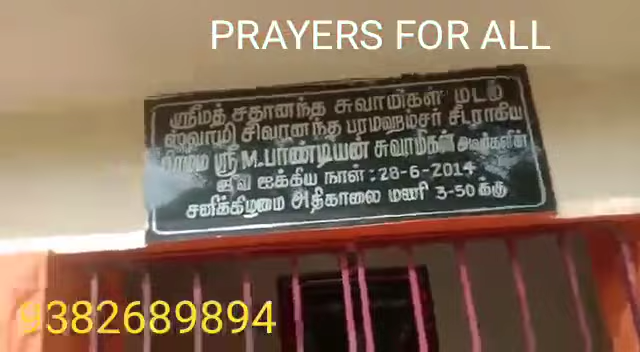 PRAYERS FOR ALL
ஸ்ரீமத் சதானந்த சுவாமிகள் மடம்
ஸ்வாமி சிவானந்த பரமஹம்சர் சீடராகிய
ஸ்ரீ M.பாண்டியன் சுவாமிகள் அவர்களின்
ஜீவ ஐக்கிய நாள் : 28-6-2014
சனிக்கிழமை அதிகாலை மணி 3-50க்கு
9382689894